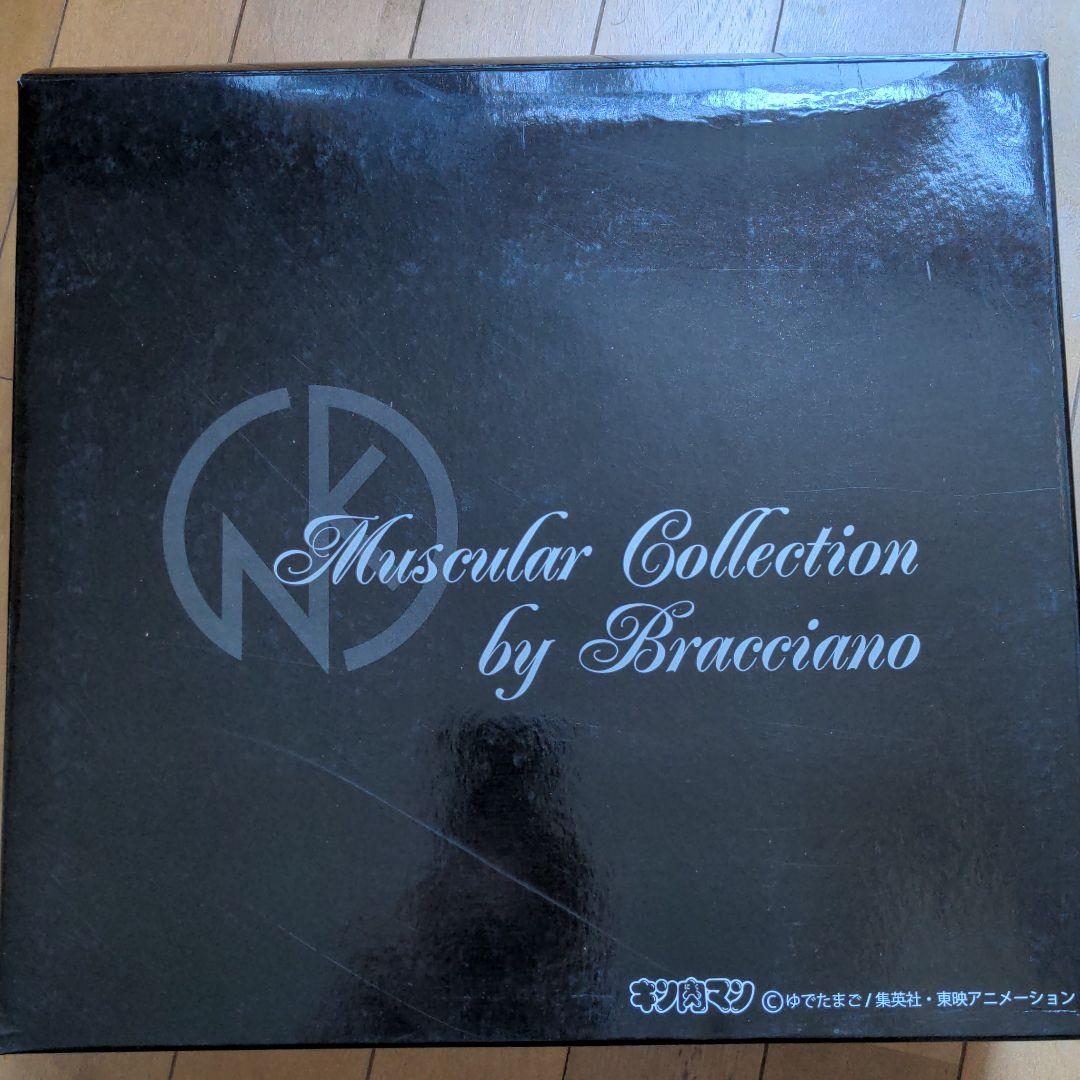 KN
Muscular Collection
by Bracciano
キン肉マン ©ゆでたまご/集英社・東映アニメーション